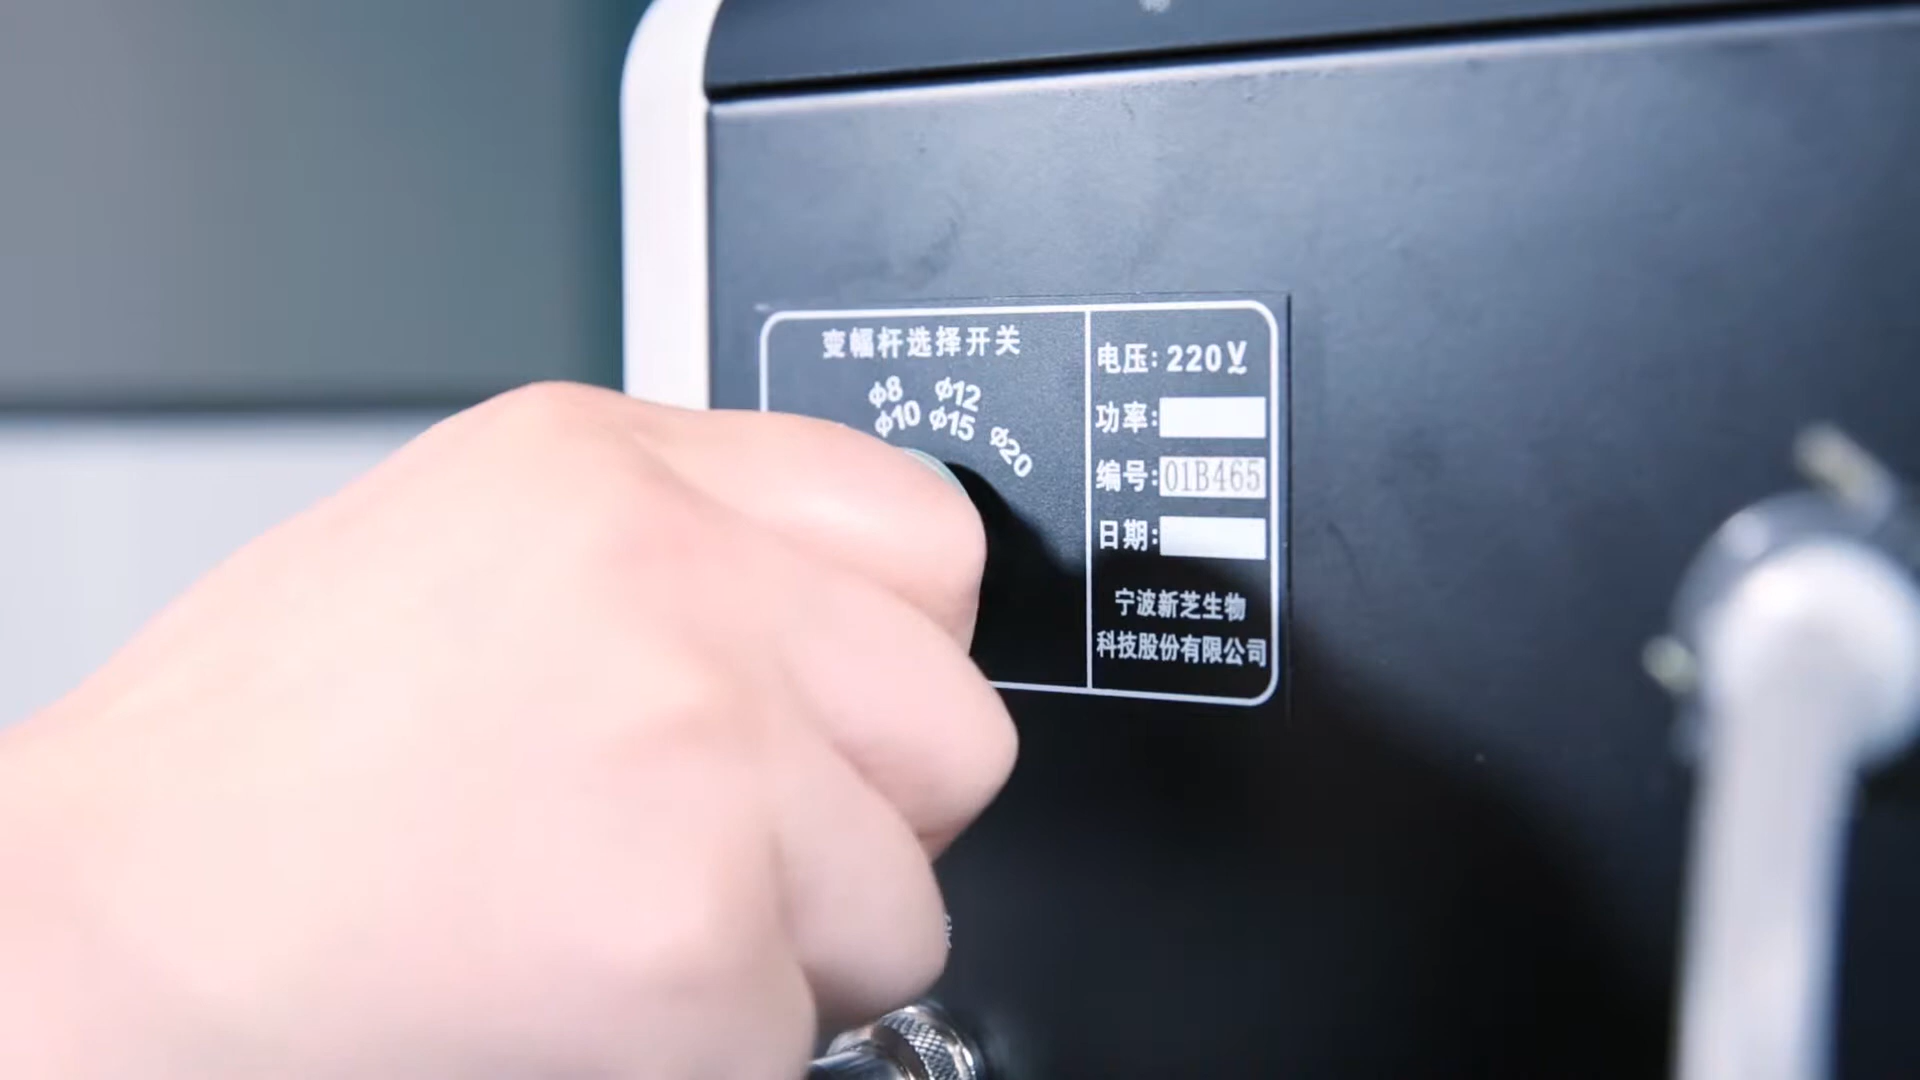 变幅杆选择开关
Φ8 Φ12
Φ10 Φ15
Φ20
电压: 220V
功率:
编号: 01B465
日期:
宁波新芝生物
科技股份有限公司